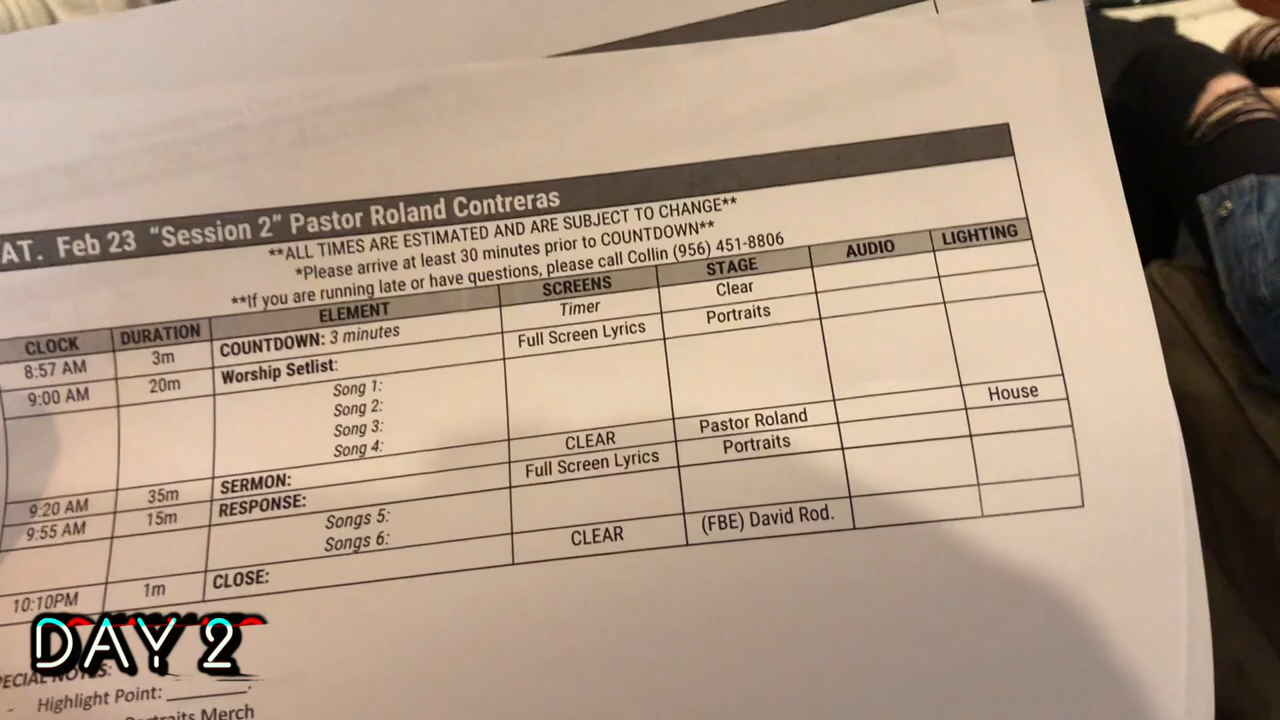 AT. Feb 23 "Session 2" Pastor Roland Contreras
**ALL TIMES ARE ESTIMATED AND ARE SUBJECT TO CHANGE**
*Please arrive at least 30 minutes prior to COUNTDOWN**
**If you are running late or have questions, please call Collin (956) 451-8806
CLOCK DURATION ELEMENT SCREENS STAGE AUDIO LIGHTING
8:57 AM 3m COUNTDOWN: 3 minutes Timer Clear
9:00 AM 20m Worship Setlist: Full Screen Lyrics Portraits
Song 1:
Song 2:
Song 3:
Song 4:
9:20 AM 35m SERMON: CLEAR Pastor Roland House
9:55 AM 15m RESPONSE: Full Screen Lyrics Portraits
Songs 5:
Songs 6:
10:10PM 1m CLOSE: CLEAR (FBE) David Rod.
DAY 2
PECIAL NOTES:
- Highlight Point: ________.
Portraits Merch